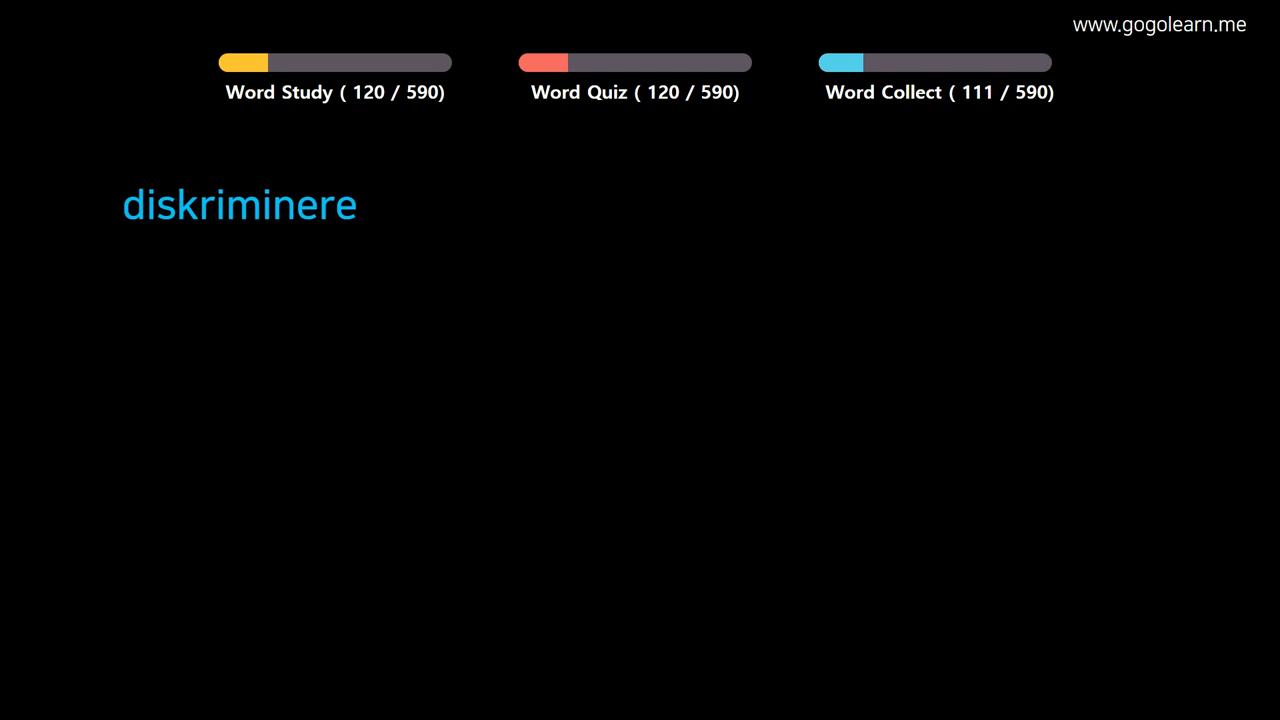 www.gogolearn.me
Word Study ( 120 / 590)
Word Quiz ( 120 / 590)
Word Collect ( 111 / 590)
diskriminere